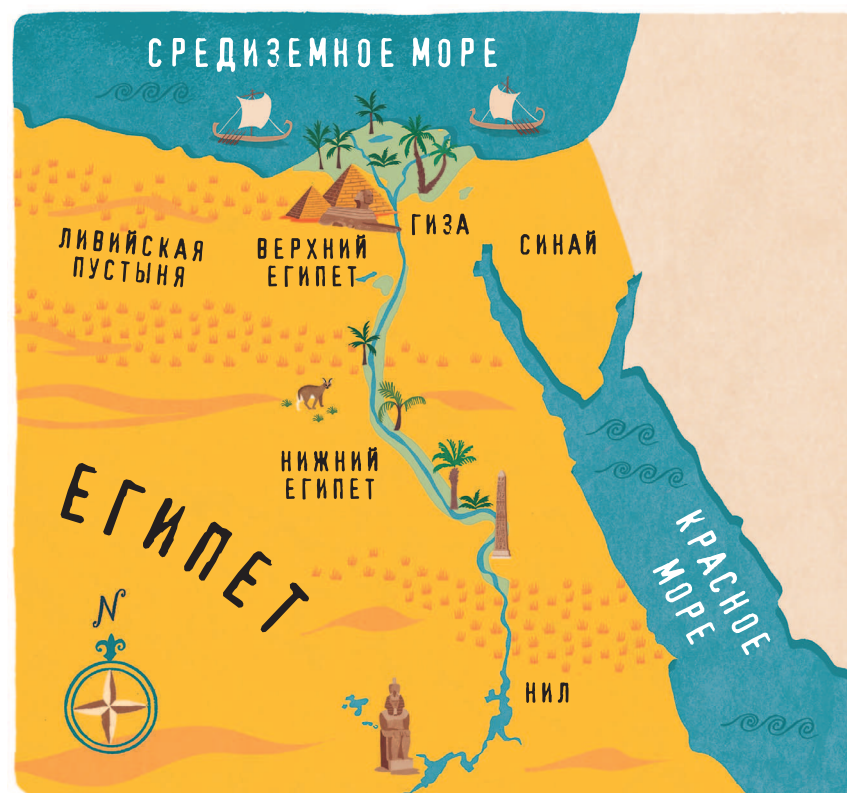 СРЕДИЗЕМНОЕ МОРЕ
ЛИВИЙСКАЯ
ПУСТЫНЯ
ВЕРХНИЙ
ЕГИПЕТ
ГИЗА
СИНАЙ
НИЖНИЙ
ЕГИПЕТ
ЕГИПЕТ
КРАСНОЕ
МОРЕ
N
НИЛ